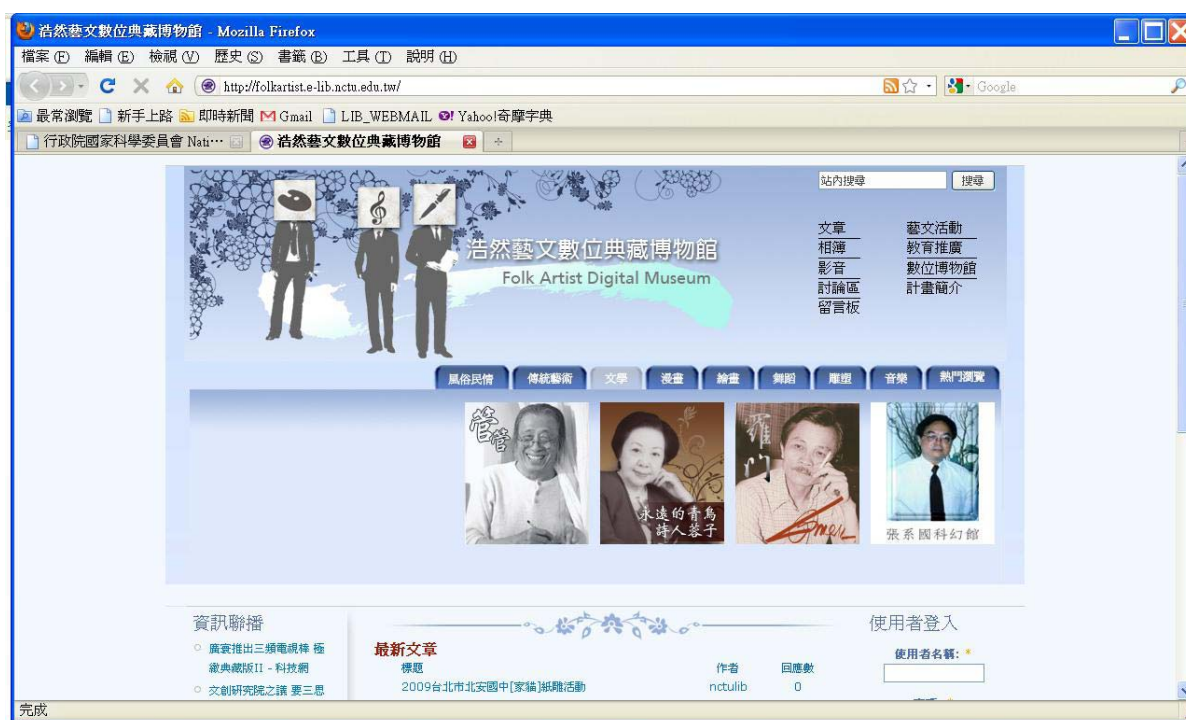 浩然藝文數位典藏博物館 - Mozilla Firefox
檔案(F) 編輯(E) 檢視(V) 歷史(S) 書籤(B) 工具(T) 說明(H)
http://folkartist.e-lib.nctu.edu.tw/
Google
最常瀏覽 新手上路 即時新聞 Gmail LIB_WEBMAIL Yahoo!奇摩字典
行政院國家科學委員會 Nati… 浩然藝文數位典藏博物館
站內搜尋 搜尋
文章 藝文活動
相簿 教育推廣
影音 數位博物館
討論區 計畫簡介
留言板
浩然藝文數位典藏博物館
Folk Artist Digital Museum
風俗民情 傳統藝術 文學 漫畫 繪畫 舞蹈 雕塑 音樂 熱門瀏覽
管管
永遠的青鳥
詩人蓉子
羅門
張系國科幻館
資訊聯播
廣寰推出三頻電視棒 極
緻典藏版II - 科技網
文創研究院之議 要三思
最新文章
標題 作者 回應數
2009台北市北安國中[家貓]紙雕活動 nctulib 0
使用者登入
使用者名稱: *
完成